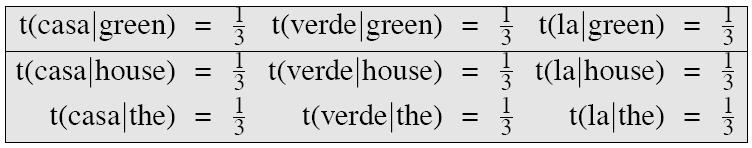 t(casa|green) = 1/3 t(verde|green) = 1/3 t(la|green) = 1/3
t(casa|house) = 1/3 t(verde|house) = 1/3 t(la|house) = 1/3
t(casa|the) = 1/3 t(verde|the) = 1/3 t(la|the) = 1/3